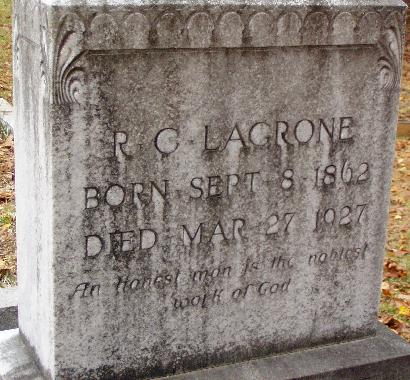 R C LAGRONE
BORN SEPT 8 1862
DIED MAR 27 1927
An honest man is the noblest
work of God